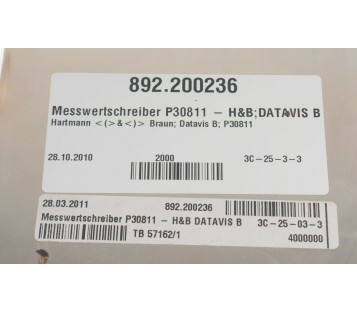 892.200236
Messwertschreiber P30811 - H&B;DATAVIS B
Hartmann <(>&<)> Braun; Datavis B; P30811
28.10.2010 2000 3C-25-3-3
28.03.2011 892.200236 3C-25-03-3
Messwertschreiber P30811 - H&B DATAVIS B
TB 57162/1 4000000